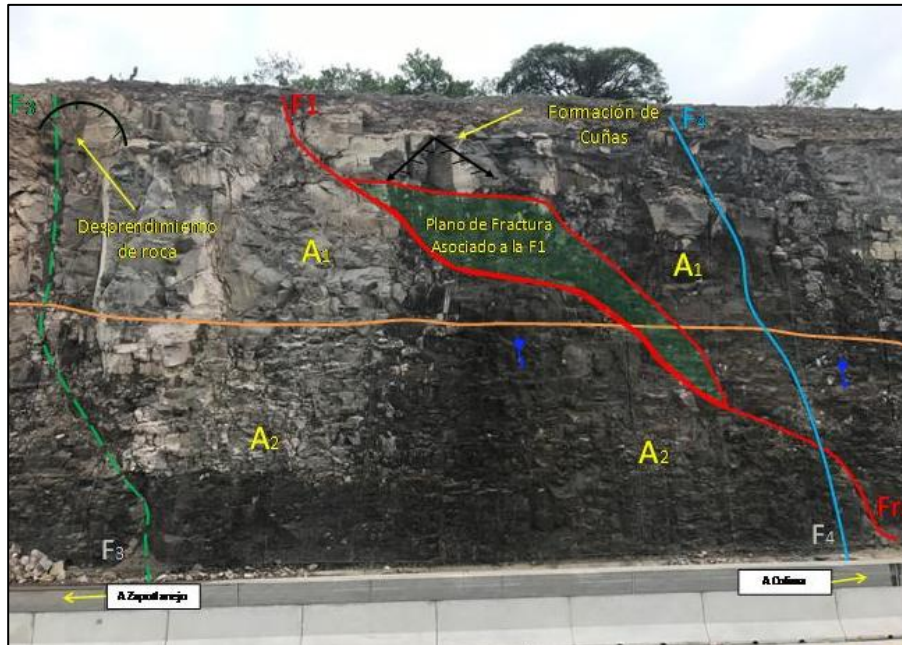 F3
F1
Formación de
Cuñas
F4
Desprendimiento
de roca
Plano de Fractura
Asociado a la F1
A1
A1
A2
A2
F3
F4
Fr
A Zapotlanejo
A Colima